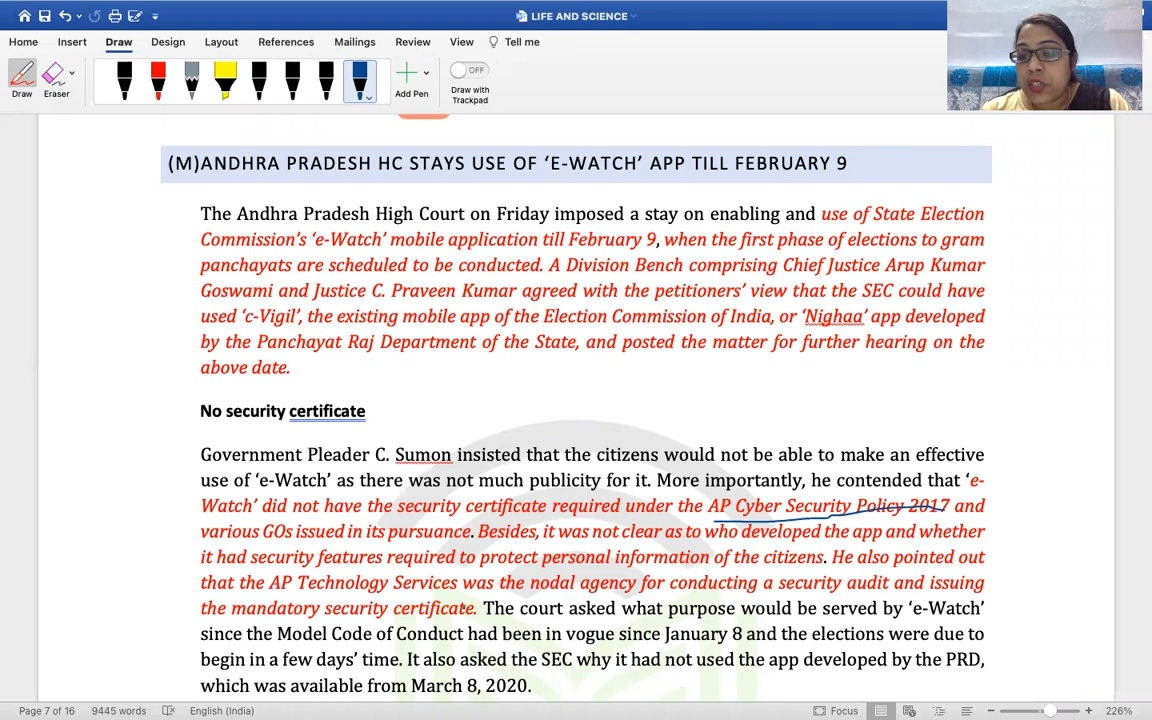 LIFE AND SCIENCE
Home Insert Draw Design Layout References Mailings Review View Tell me
OFF
Draw Eraser Add Pen Draw with Trackpad
(M)ANDHRA PRADESH HC STAYS USE OF ‘E-WATCH’ APP TILL FEBRUARY 9
The Andhra Pradesh High Court on Friday imposed a stay on enabling and use of State Election
Commission’s ‘e-Watch’ mobile application till February 9, when the first phase of elections to gram
panchayats are scheduled to be conducted. A Division Bench comprising Chief Justice Arup Kumar
Goswami and Justice C. Praveen Kumar agreed with the petitioners’ view that the SEC could have
used ‘c-Vigil’, the existing mobile app of the Election Commission of India, or ‘Nighaa’ app developed
by the Panchayat Raj Department of the State, and posted the matter for further hearing on the
above date.
No security certificate
Government Pleader C. Sumon insisted that the citizens would not be able to make an effective
use of ‘e-Watch’ as there was not much publicity for it. More importantly, he contended that ‘e-
Watch’ did not have the security certificate required under the AP Cyber Security Policy 2017 and
various GOs issued in its pursuance. Besides, it was not clear as to who developed the app and whether
it had security features required to protect personal information of the citizens. He also pointed out
that the AP Technology Services was the nodal agency for conducting a security audit and issuing
the mandatory security certificate. The court asked what purpose would be served by ‘e-Watch’
since the Model Code of Conduct had been in vogue since January 8 and the elections were due to
begin in a few days’ time. It also asked the SEC why it had not used the app developed by the PRD,
which was available from March 8, 2020.
Page 7 of 16 9445 words English (India) Focus 226%